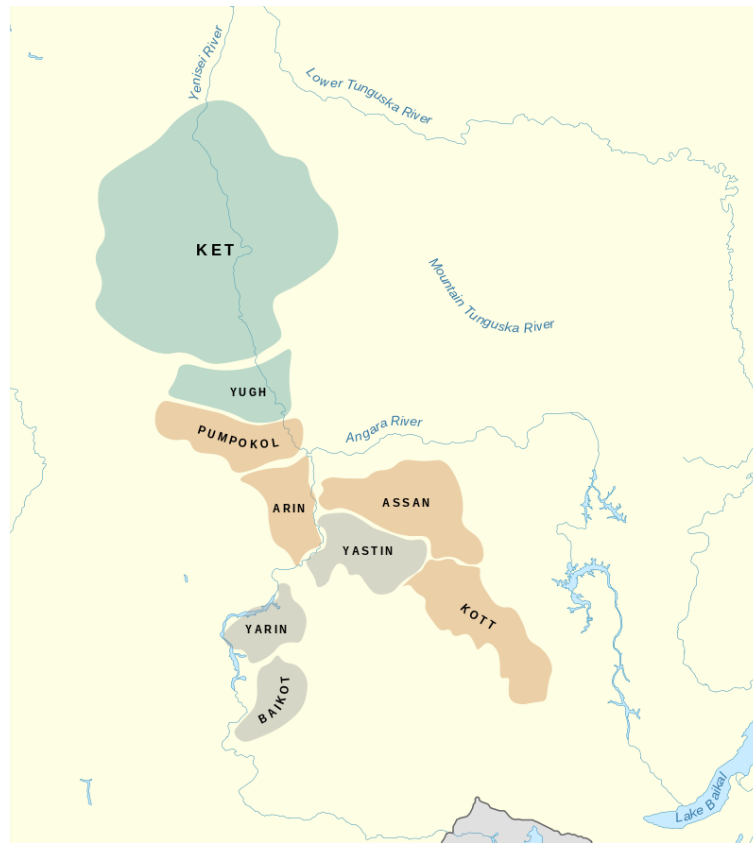 Yenisei River
Lower Tunguska River
KET
Mountain Tunguska River
YUGH
Angara River
PUMPOKOL
ARIN
ASSAN
YASTIN
KOTT
YARIN
BAIKOT
Lake Baikal